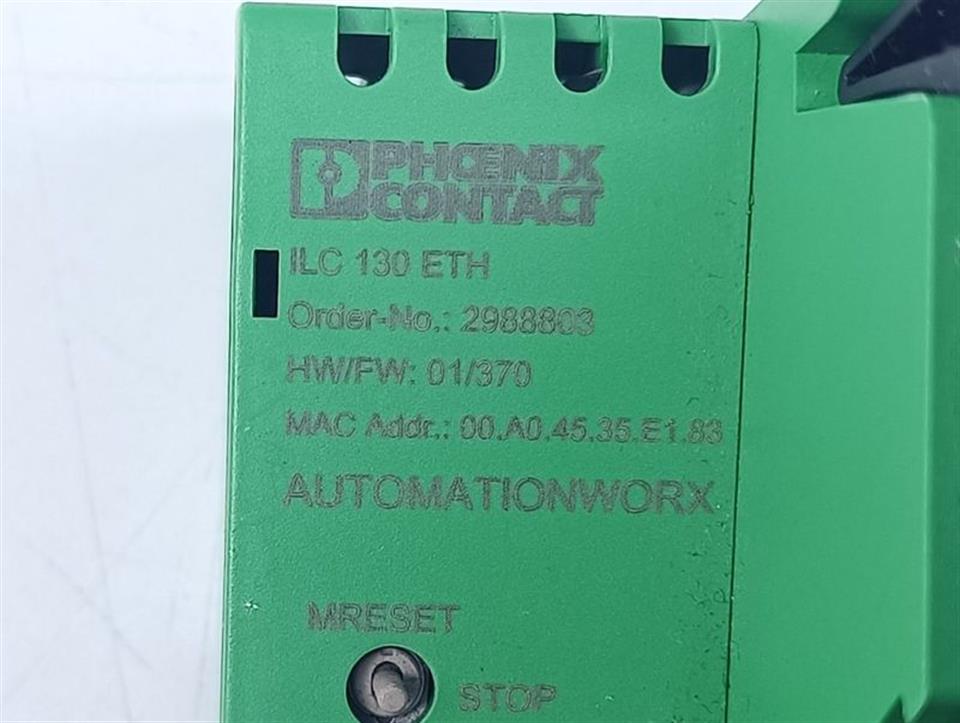 PHŒNIX
CONTACT
ILC 130 ETH
Order-No.: 2988803
HW/FW: 01/370
MAC Addr.: 00.A0.45.35.E1.83
AUTOMATIONWORX
MRESET
STOP